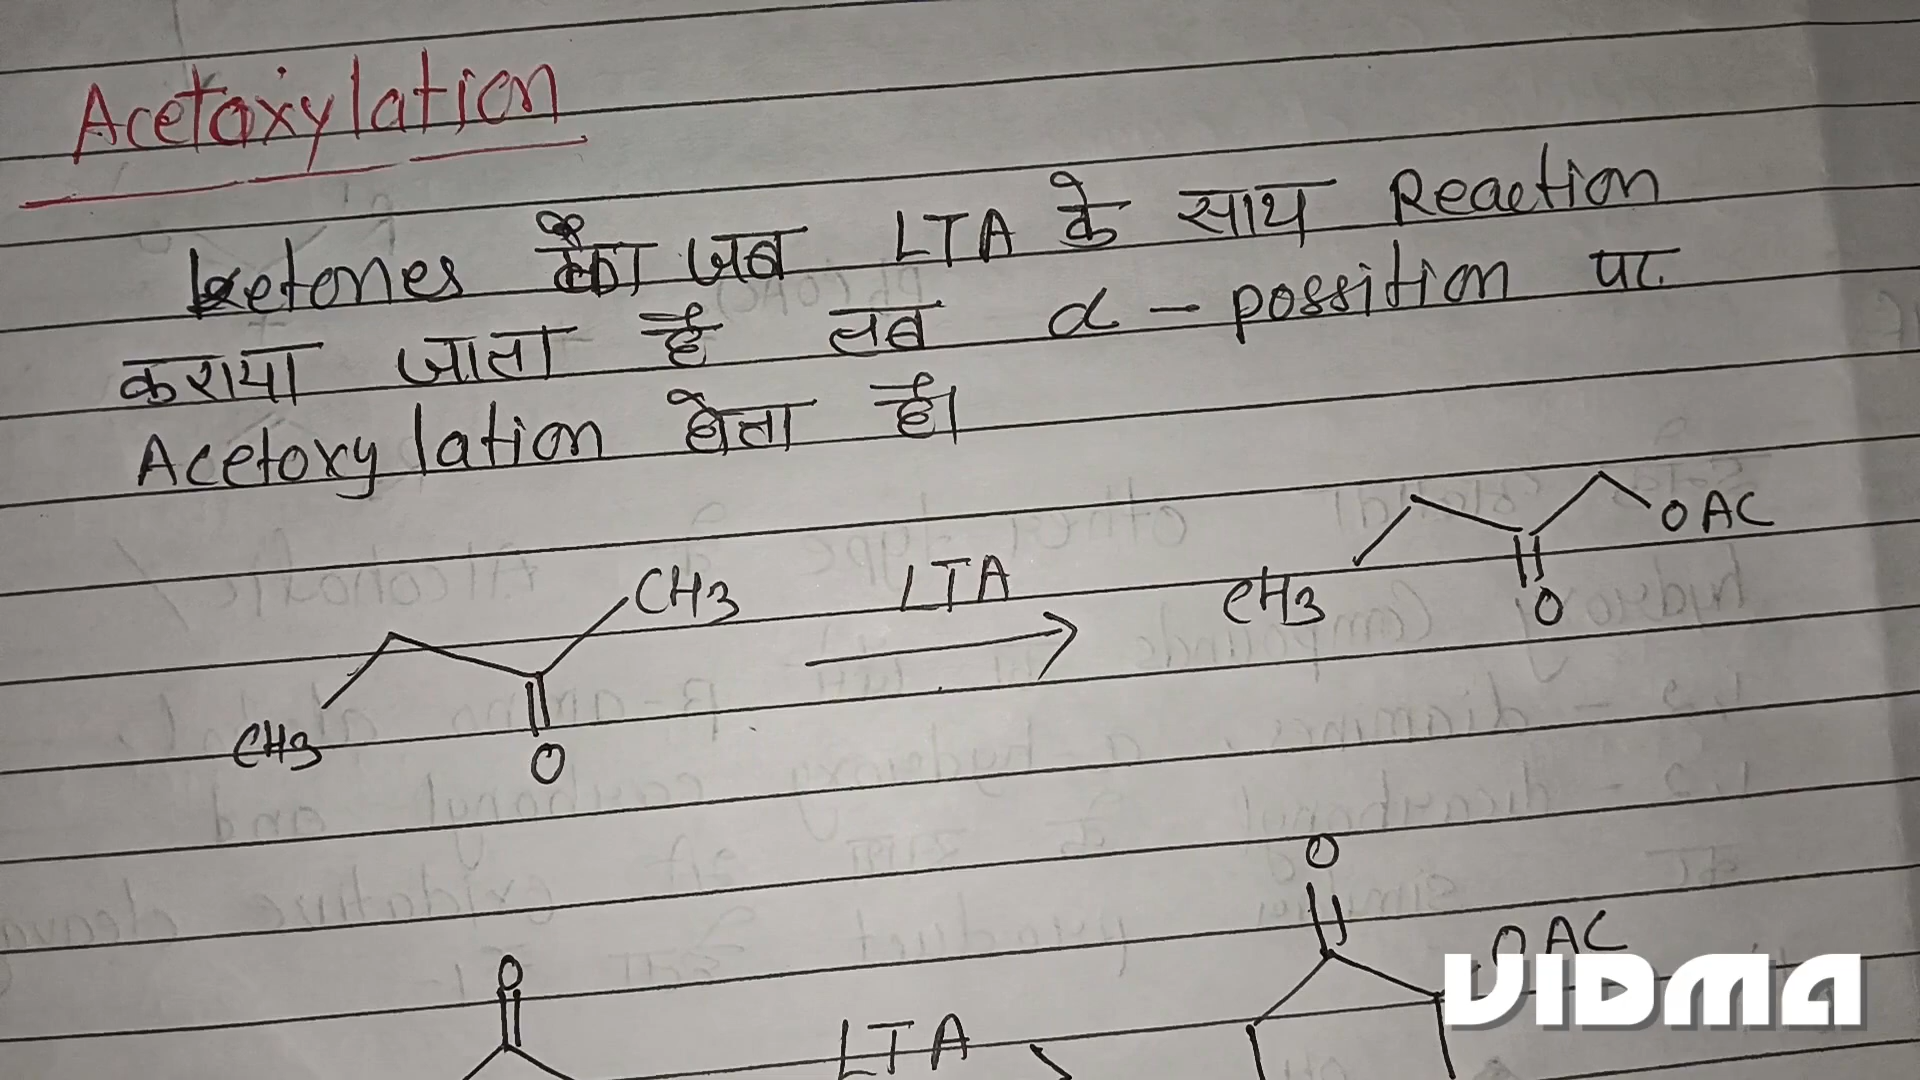 Acetoxylation
ketones का जब LTA के साथ Reaction
कराया जाता है तब α - possition पर
Acetoxylation होता है।
CH3 LTA CH3 OAC
CH3 O O
O OAC
O LTA
VIDMA